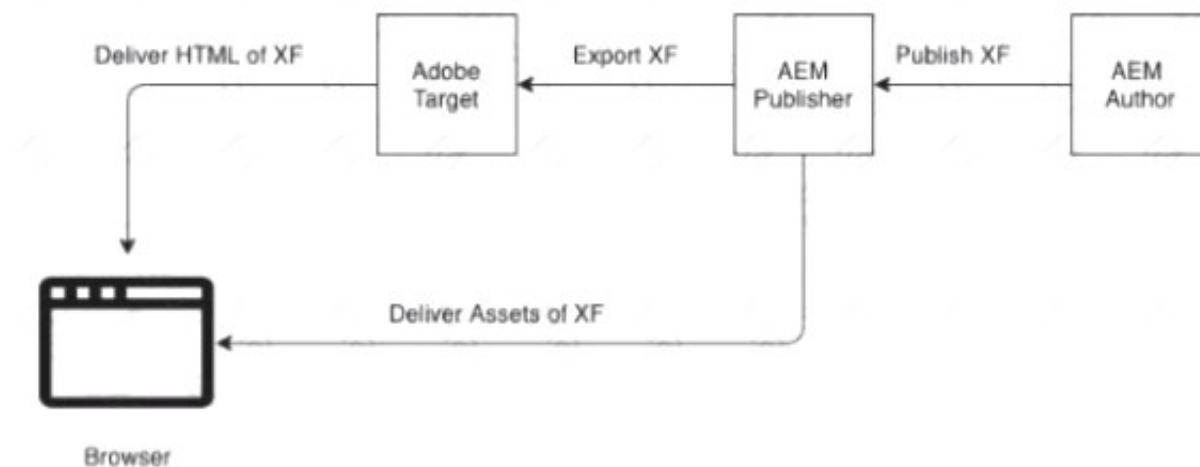 Deliver HTML of XF
Adobe
Target
Export XF
AEM
Publisher
Publish XF
AEM
Author
Deliver Assets of XF
Browser